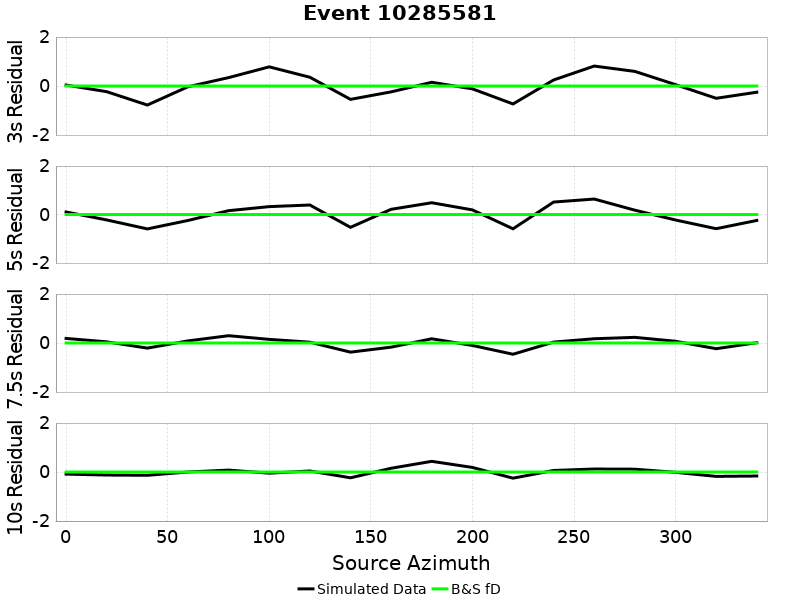 Event 10285581
3s Residual
2
0
-2
5s Residual
2
0
-2
7.5s Residual
2
0
-2
10s Residual
2
0
-2
0 50 100 150 200 250 300
Source Azimuth
Simulated Data B&S fD